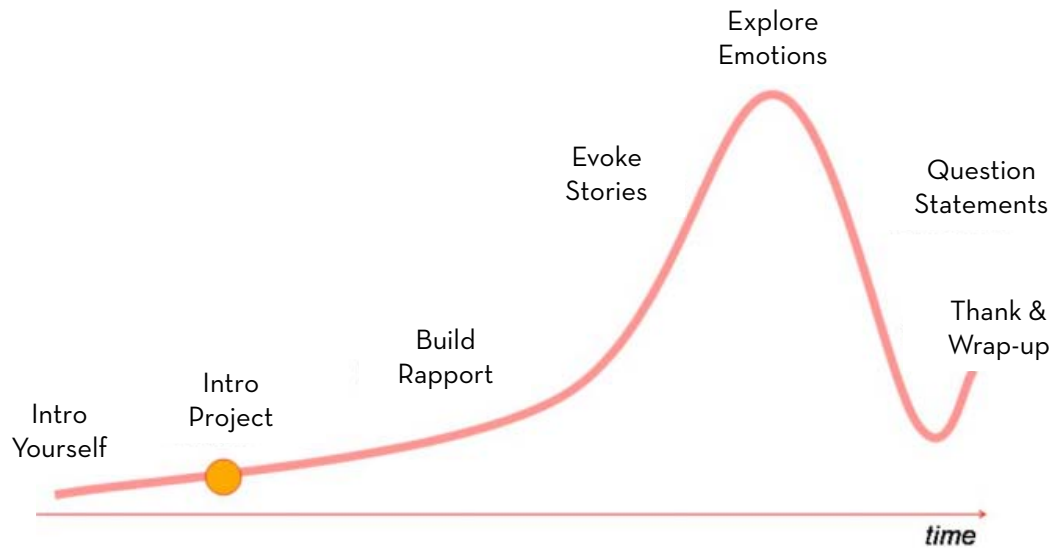 Intro
Yourself
Intro
Project
Build
Rapport
Evoke
Stories
Explore
Emotions
Question
Statements
Thank &
Wrap-up
time